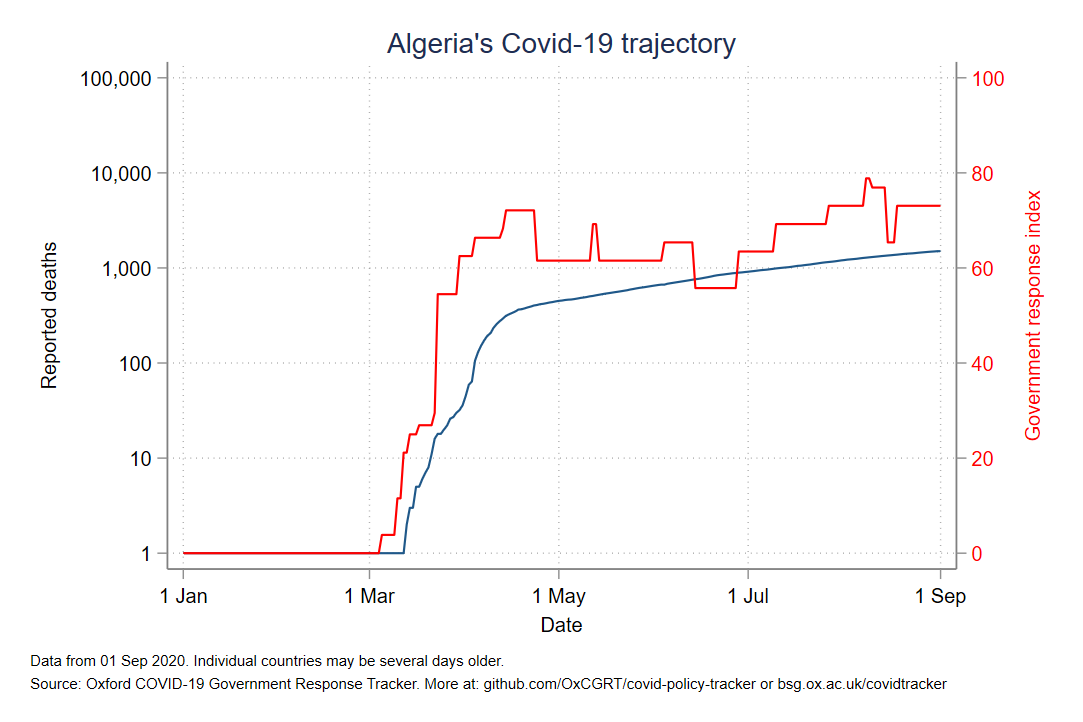 Algeria's Covid-19 trajectory
100,000
10,000
1,000
100
10
1
Reported deaths
100
80
60
40
20
0
Government response index
1 Jan
1 Mar
1 May
1 Jul
1 Sep
Date
Data from 01 Sep 2020. Individual countries may be several days older.
Source: Oxford COVID-19 Government Response Tracker. More at: github.com/OxCGRT/covid-policy-tracker or bsg.ox.ac.uk/covidtracker